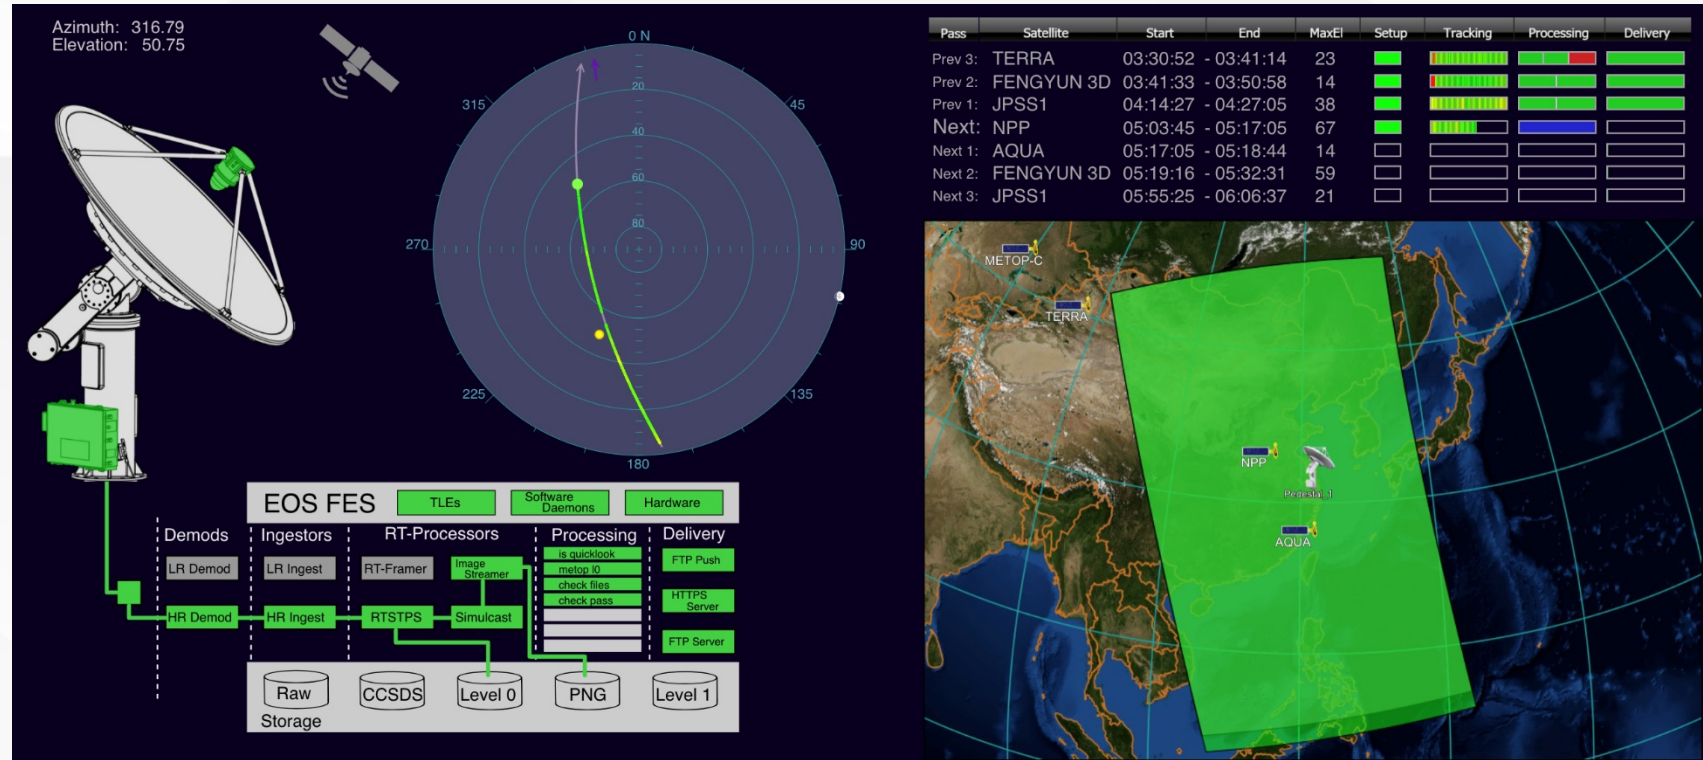 Azimuth: 316.79
Elevation: 50.75
0 N
20
40
60
80
45
90
135
180
225
270
315
Pass Satellite Start End MaxEl Setup Tracking Processing Delivery
Prev 3: TERRA 03:30:52 - 03:41:14 23
Prev 2: FENGYUN 3D 03:41:33 - 03:50:58 14
Prev 1: JPSS1 04:14:27 - 04:27:05 38
Next: NPP 05:03:45 - 05:17:05 67
Next 1: AQUA 05:17:05 - 05:18:44 14
Next 2: FENGYUN 3D 05:19:16 - 05:32:31 59
Next 3: JPSS1 05:55:25 - 06:06:37 21
METOP-C
TERRA
NPP
Pedestal_1
AQUA
EOS FES
TLEs
Software
Daemons
Hardware
Demods
LR Demod
HR Demod
Ingestors
LR Ingest
HR Ingest
RT-Processors
RT-Framer
Image
Streamer
RTSTPS
Simulcast
Processing
is quicklook
metop l0
check files
check pass
Delivery
FTP Push
HTTPS
Server
FTP Server
Raw
CCSDS
Level 0
PNG
Level 1
Storage